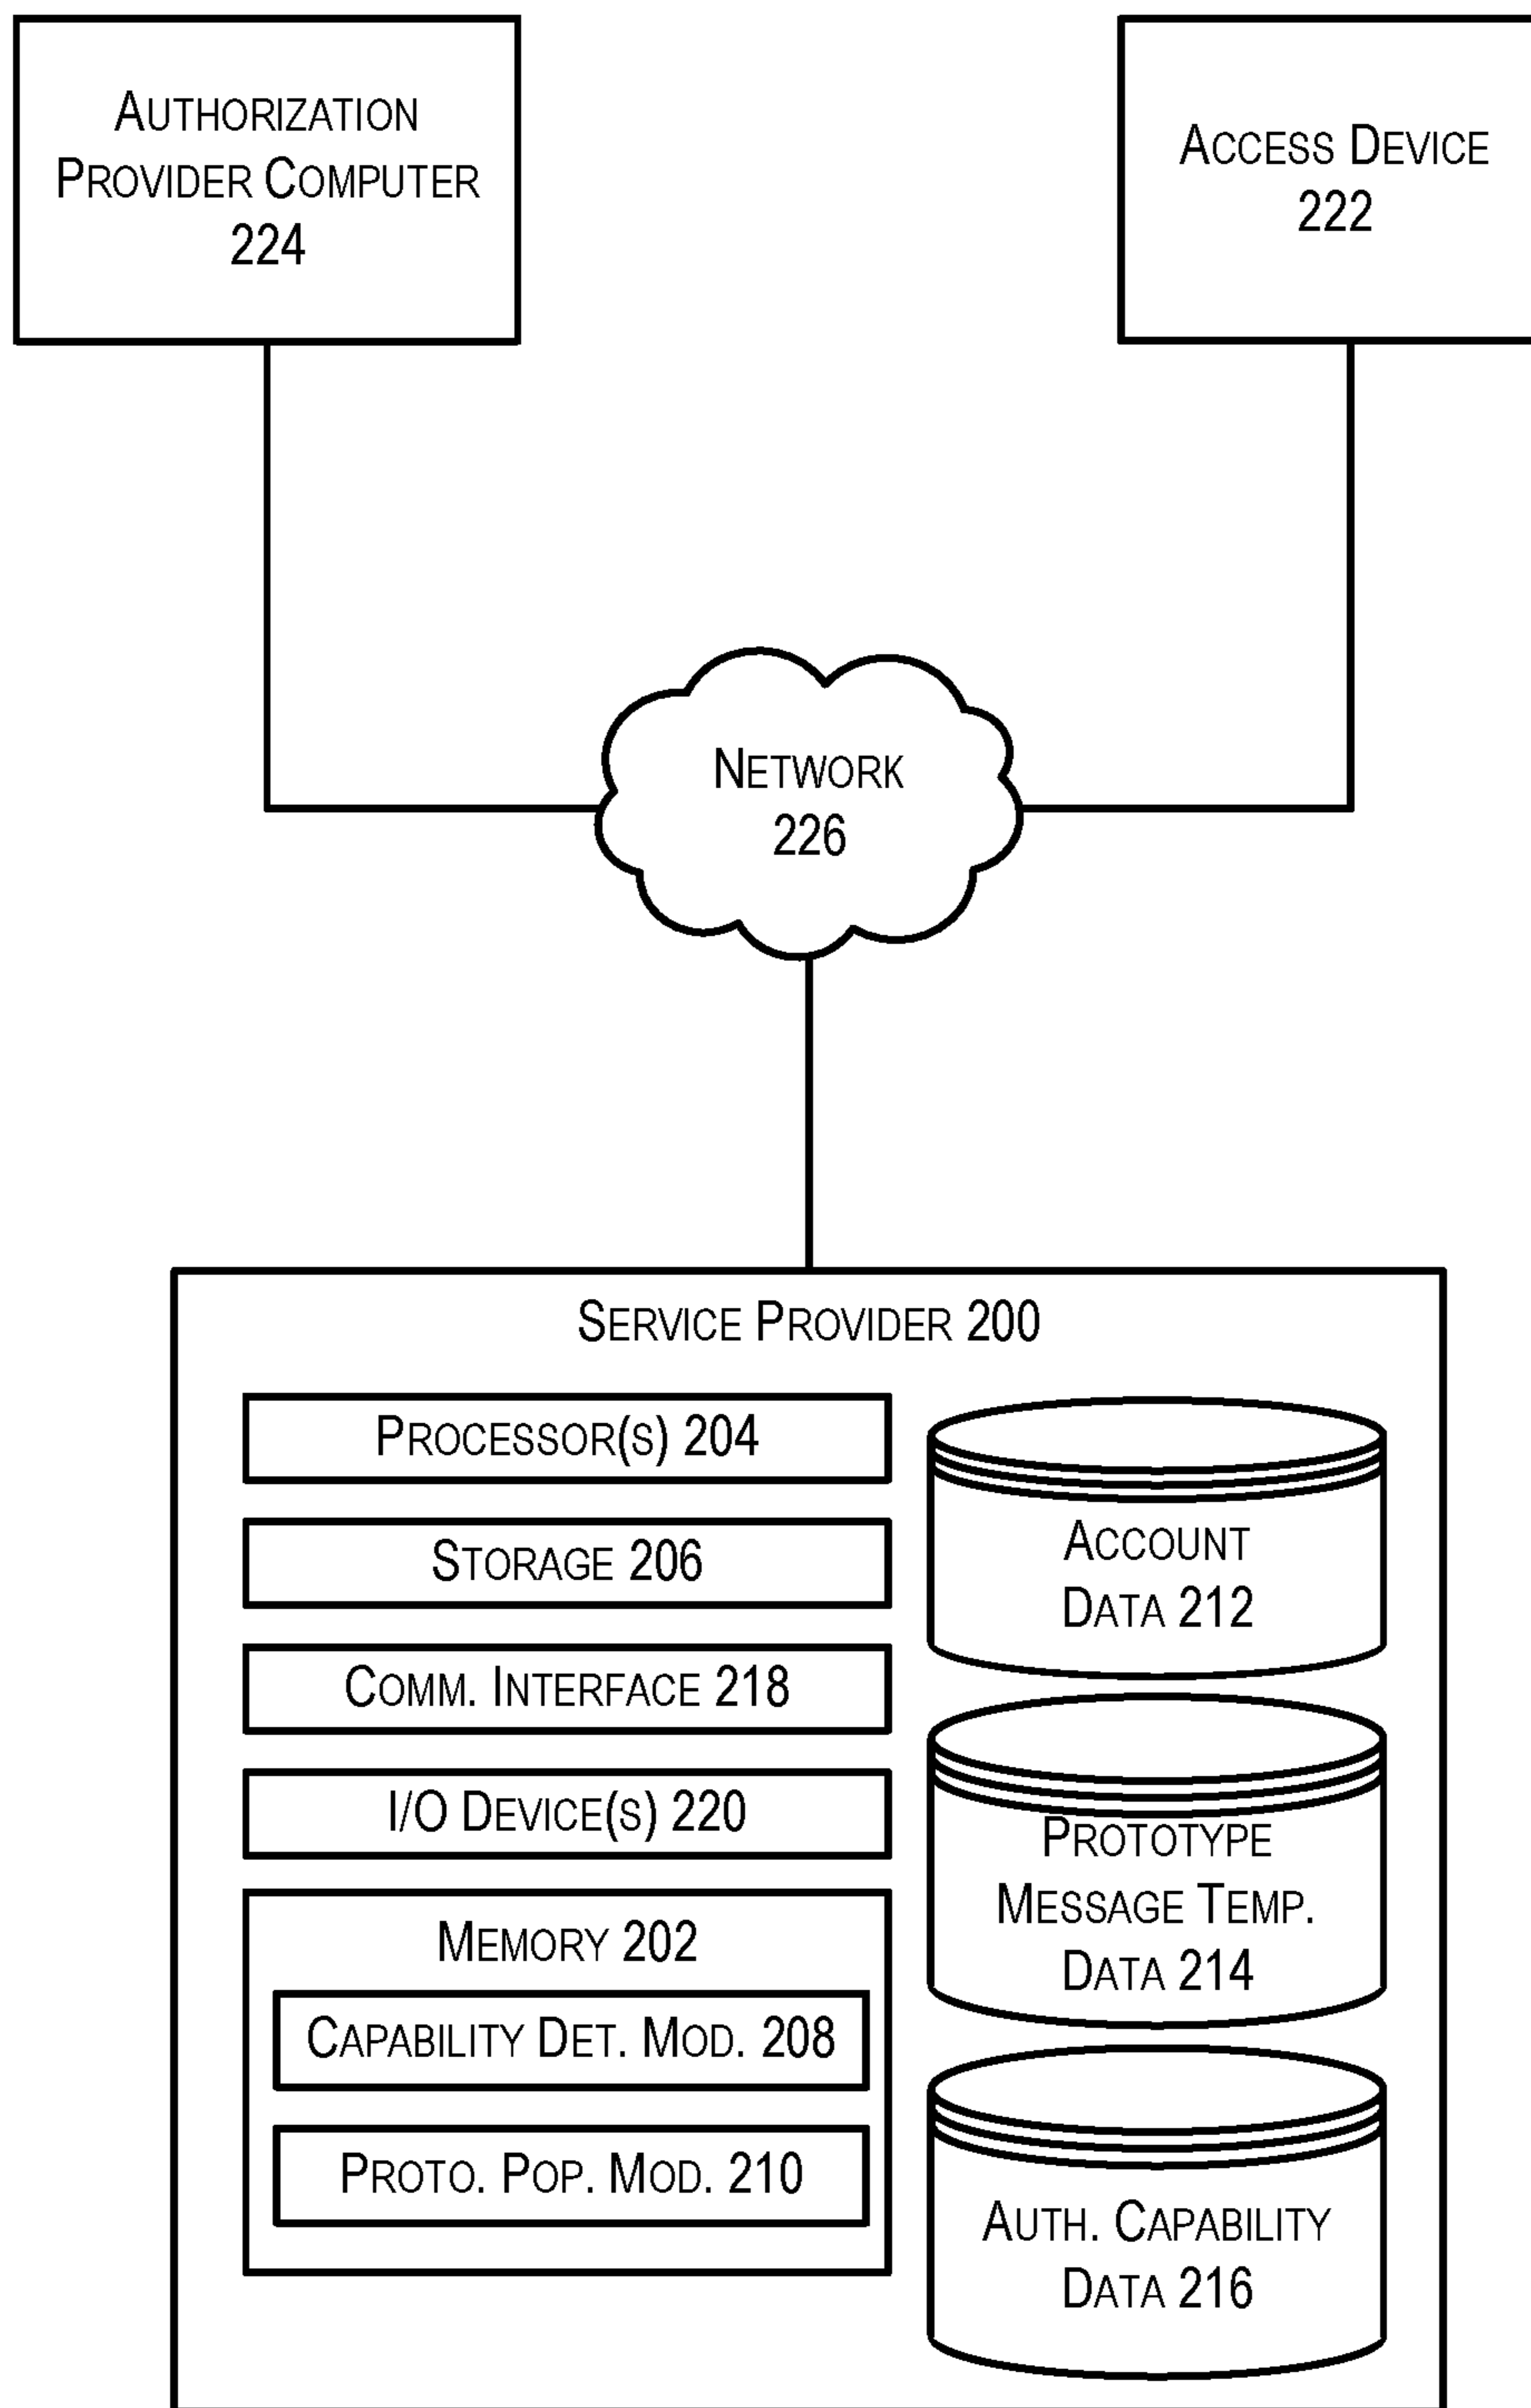 AUTHORIZATION
PROVIDER COMPUTER
224
ACCESS DEVICE
222
NETWORK
226
SERVICE PROVIDER 200
PROCESSOR(S) 204
STORAGE 206
COMM. INTERFACE 218
I/O DEVICE(S) 220
MEMORY 202
CAPABILITY DET. MOD. 208
PROTO. POP. MOD. 210
ACCOUNT
DATA 212
PROTOTYPE
MESSAGE TEMP.
DATA 214
AUTH. CAPABILITY
DATA 216